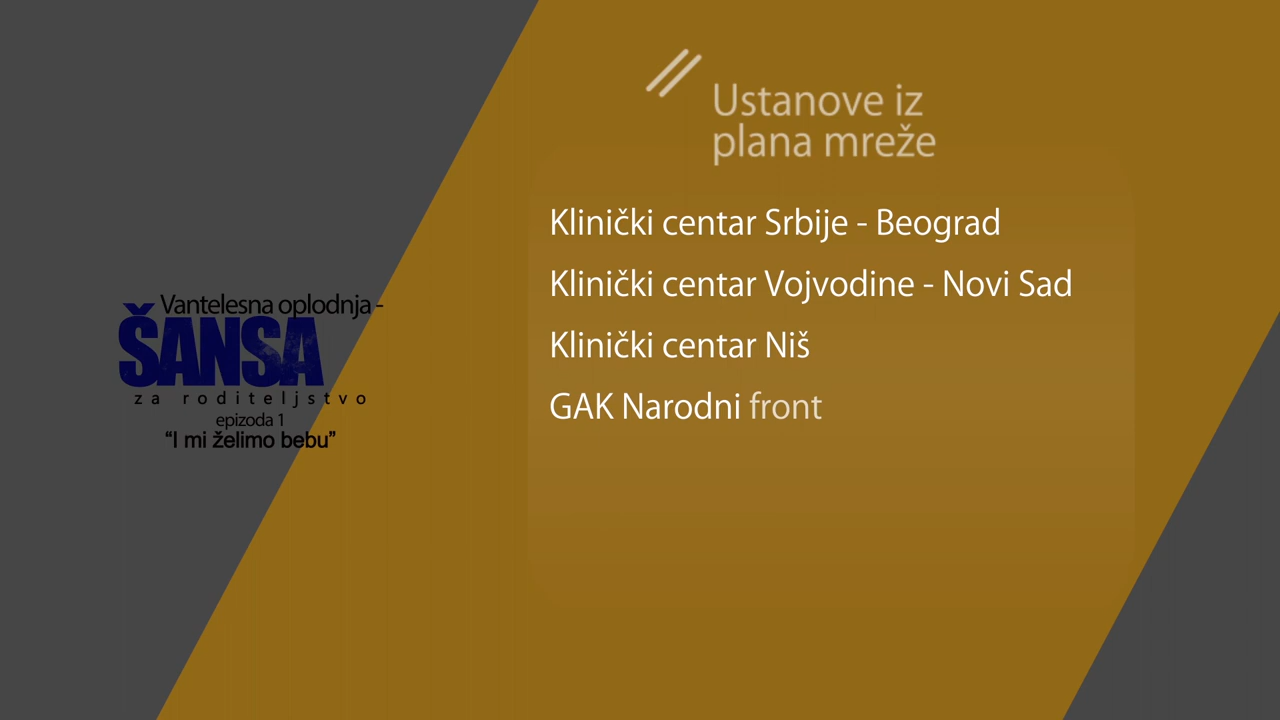 Ustanove iz
plana mreže
Klinički centar Srbije - Beograd
Klinički centar Vojvodine - Novi Sad
Klinički centar Niš
GAK Narodni front
Vantelesna oplodnja -
ŠANSA
za roditeljstvo
epizoda 1
“I mi želimo bebu”